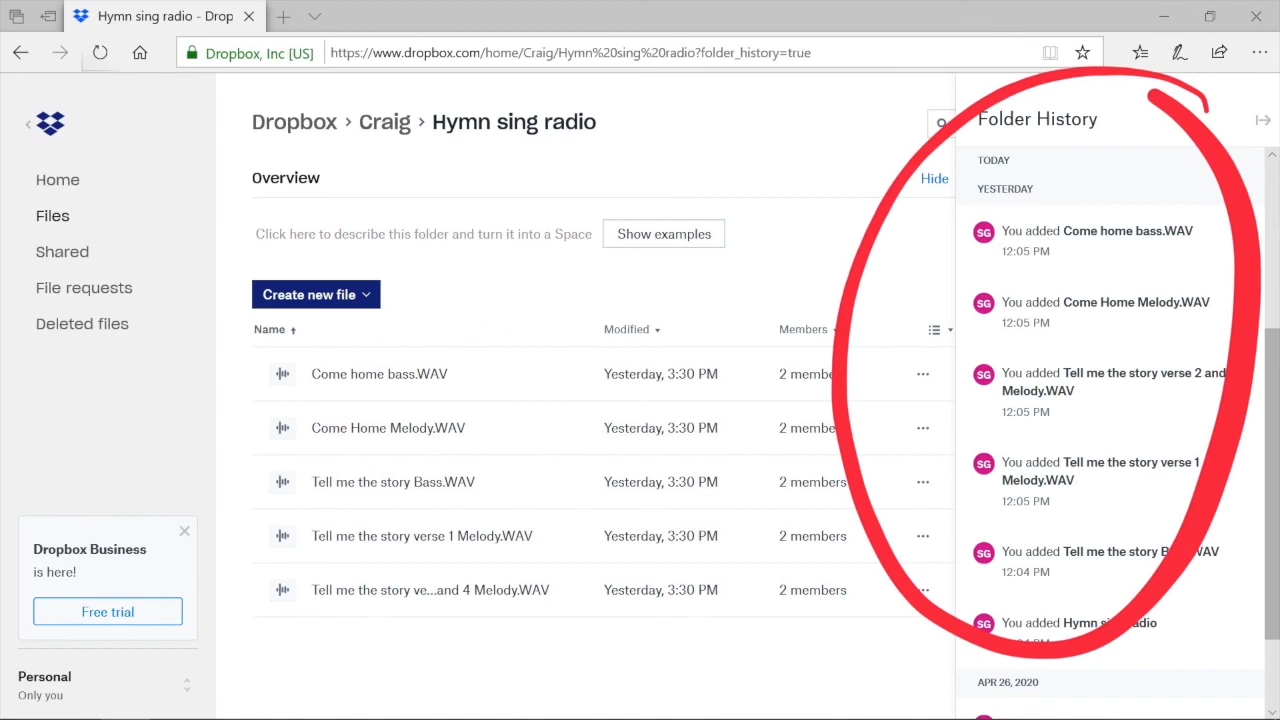 Hymn sing radio - Drop
Dropbox, Inc [US]
https://www.dropbox.com/home/Craig/Hymn%20sing%20radio?folder_history=true
Home
Files
Shared
File requests
Deleted files
Dropbox Business
is here!
Free trial
Personal
Only you
Dropbox › Craig › Hymn sing radio
Overview
Hide
Click here to describe this folder and turn it into a Space
Show examples
Create new file
Name
Modified
Members
Come home bass.WAV
Yesterday, 3:30 PM
2 membe
Come Home Melody.WAV
Yesterday, 3:30 PM
2 member
Tell me the story Bass.WAV
Yesterday, 3:30 PM
2 members
Tell me the story verse 1 Melody.WAV
Yesterday, 3:30 PM
2 members
Tell me the story ve...and 4 Melody.WAV
Yesterday, 3:30 PM
2 members
Folder History
TODAY
YESTERDAY
SG
You added Come home bass.WAV
12:05 PM
SG
You added Come Home Melody.WAV
12:05 PM
SG
You added Tell me the story verse 2 and
Melody.WAV
12:05 PM
SG
You added Tell me the story verse 1
Melody.WAV
12:05 PM
SG
You added Tell me the story WAV
12:04 PM
SG
You added Hymn
APR 26, 2020